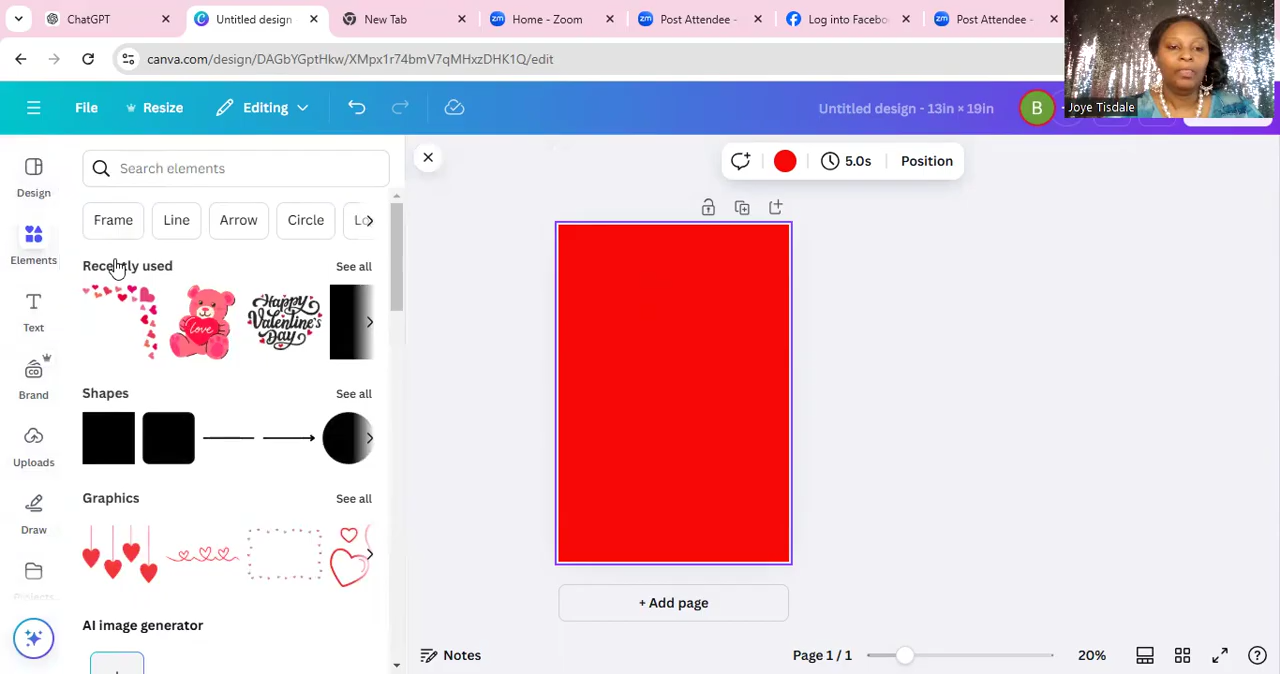 ChatGPT
Untitled design
New Tab
Home - Zoom
Post Attendee -
Log into Facebo
Post Attendee -
canva.com/design/DAGbYGptHkw/XMpx1r74bmV7qMHxzDHK1Q/edit
File
Resize
Editing
Untitled design - 13in × 19in
B
Joye Tisdale
Design
Elements
Text
Brand
Uploads
Draw
Projects
Search elements
Frame
Line
Arrow
Circle
Lo
Recently used
See all
love
Happy
Valentine's
Day
Shapes
See all
Graphics
See all
AI image generator
5.0s
Position
+ Add page
Notes
Page 1 / 1
20%